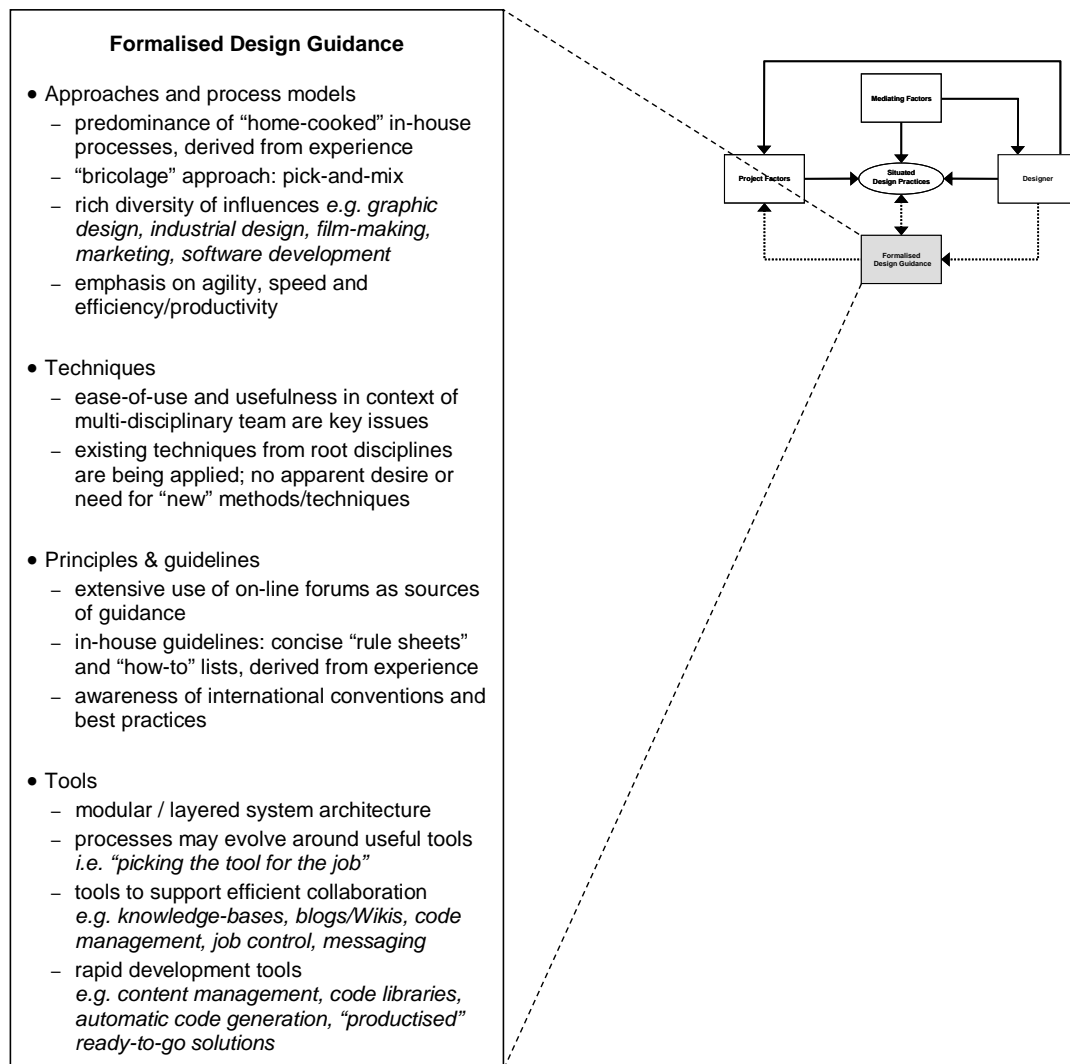 Formalised Design Guidance
• Approaches and process models
– predominance of “home-cooked” in-house
processes, derived from experience
– “bricolage” approach: pick-and-mix
– rich diversity of influences e.g. graphic
design, industrial design, film-making,
marketing, software development
– emphasis on agility, speed and
efficiency/productivity
• Techniques
– ease-of-use and usefulness in context of
multi-disciplinary team are key issues
– existing techniques from root disciplines
are being applied; no apparent desire or
need for “new” methods/techniques
• Principles & guidelines
– extensive use of on-line forums as sources
of guidance
– in-house guidelines: concise “rule sheets”
and “how-to” lists, derived from experience
– awareness of international conventions and
best practices
• Tools
– modular / layered system architecture
– processes may evolve around useful tools
i.e. “picking the tool for the job”
– tools to support efficient collaboration
e.g. knowledge-bases, blogs/Wikis, code
management, job control, messaging
– rapid development tools
e.g. content management, code libraries,
automatic code generation, “productised”
ready-to-go solutions
Mediating Factors
Project Factors
Situated
Design Practices
Designer
Formalised
Design Guidance